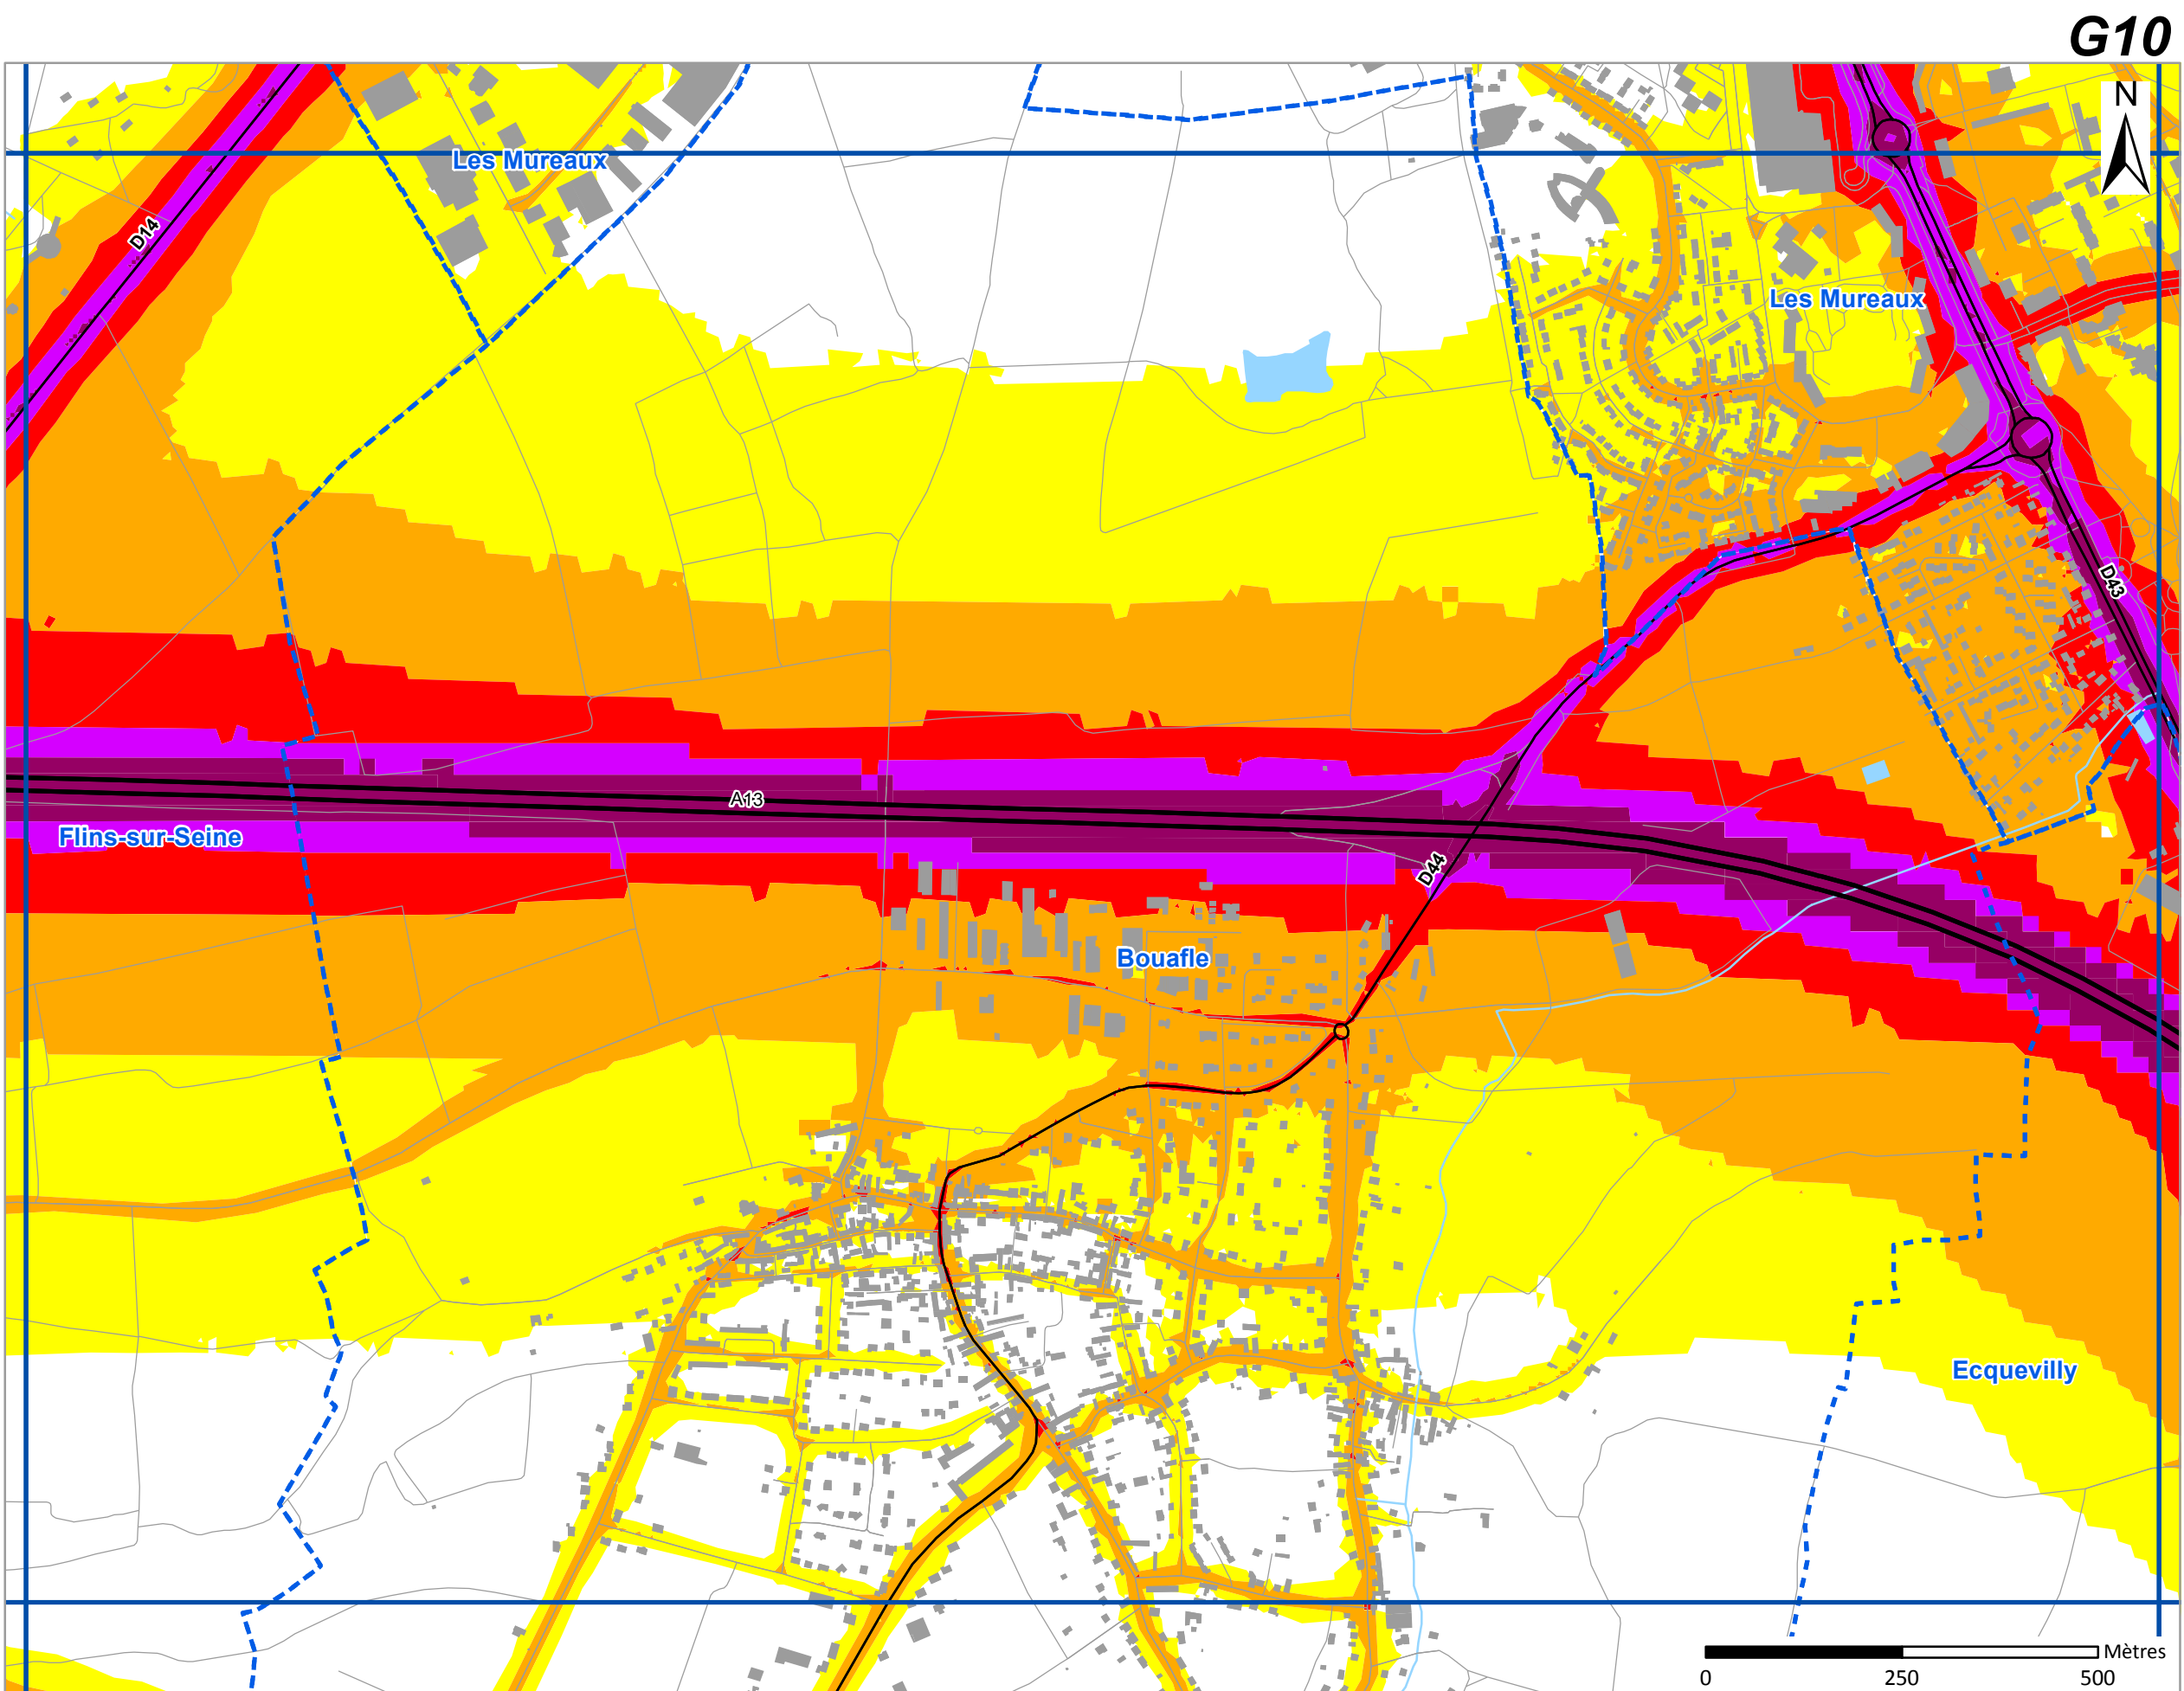 G10
N
Les Mureaux
D14
Les Mureaux
D43
A13
Flins-sur-Seine
D44
Bouafle
Ecquevilly
Mètres
0 250 500